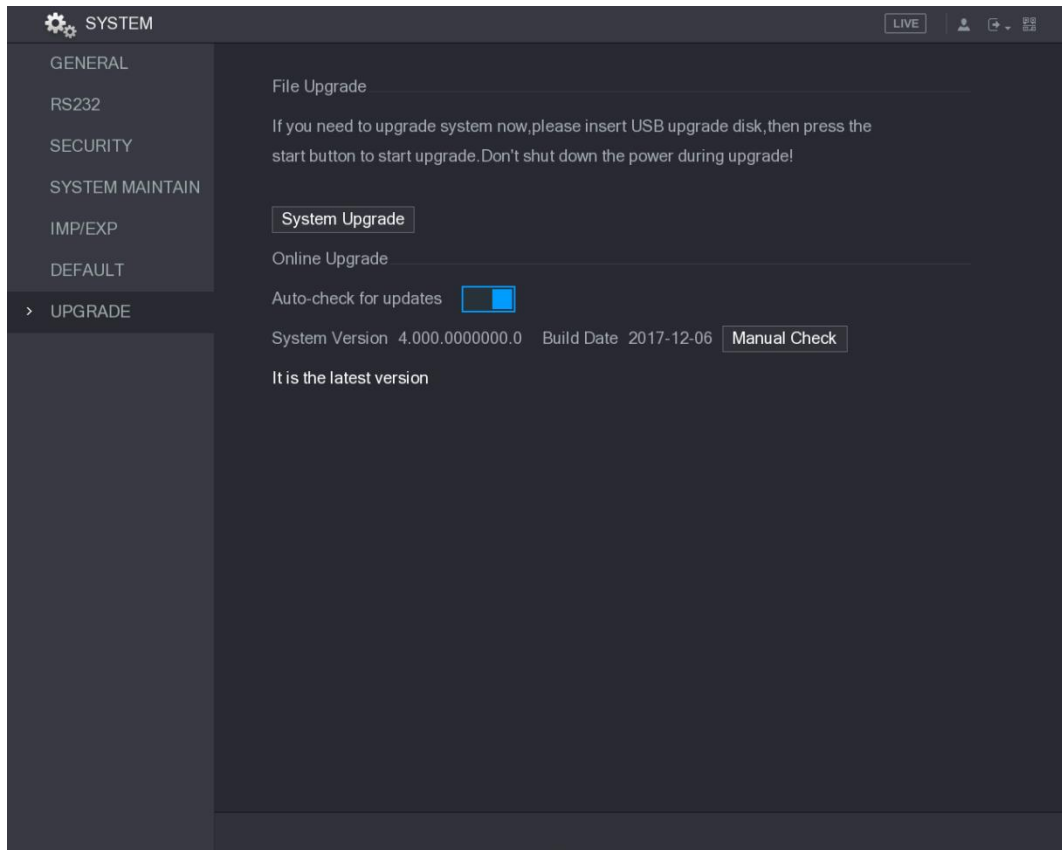 SYSTEM
LIVE
GENERAL
RS232
SECURITY
SYSTEM MAINTAIN
IMP/EXP
DEFAULT
UPGRADE
File Upgrade
If you need to upgrade system now,please insert USB upgrade disk,then press the
start button to start upgrade.Don't shut down the power during upgrade!
System Upgrade
Online Upgrade
Auto-check for updates
System Version 4.000.0000000.0 Build Date 2017-12-06 Manual Check
It is the latest version